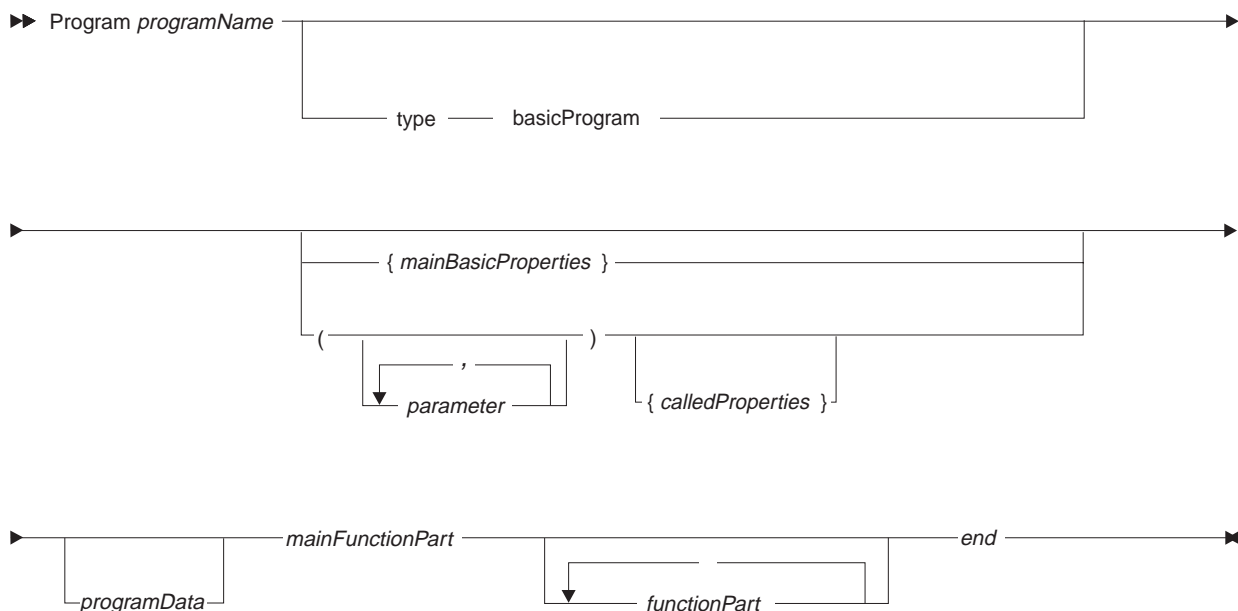 Program programName
type basicProgram
{ mainBasicProperties }
( )
,
parameter { calledProperties }
mainFunctionPart end
programData functionPart